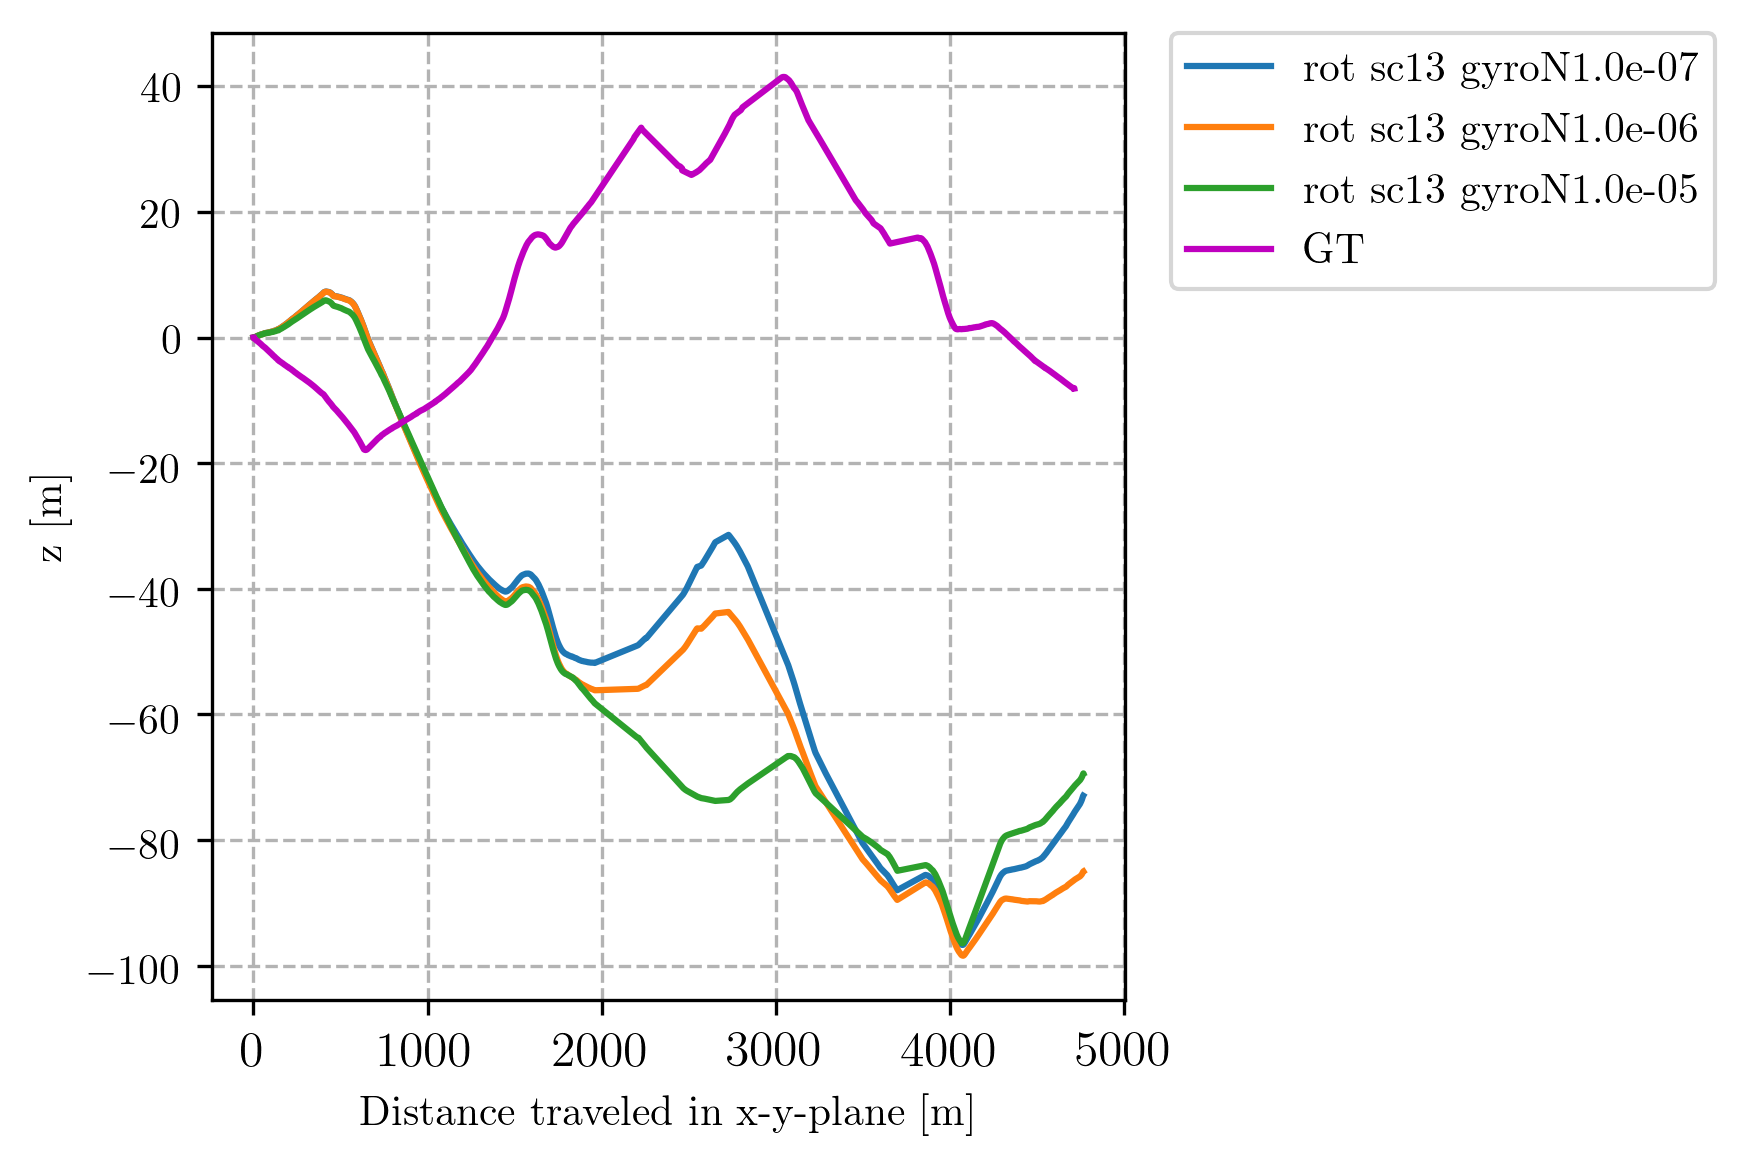 40
20
0
−20
−40
−60
−80
−100
z [m]
0 1000 2000 3000 4000 5000
Distance traveled in x-y-plane [m]
rot sc13 gyroN1.0e-07
rot sc13 gyroN1.0e-06
rot sc13 gyroN1.0e-05
GT